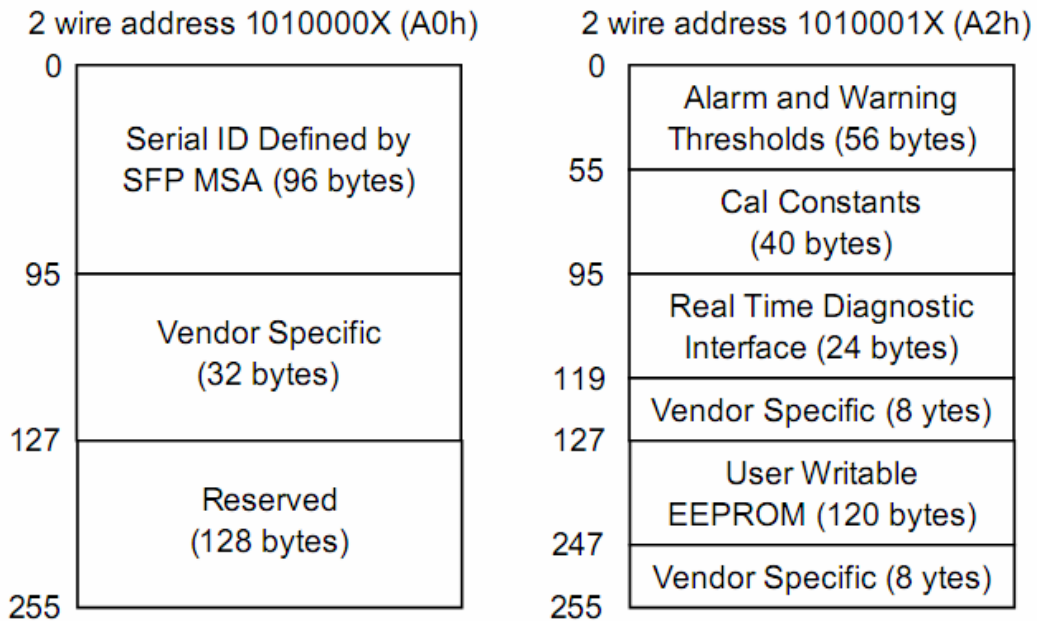 2 wire address 1010000X (A0h)
0
Serial ID Defined by
SFP MSA (96 bytes)
95
Vendor Specific
(32 bytes)
127
Reserved
(128 bytes)
255
2 wire address 1010001X (A2h)
0
Alarm and Warning
Thresholds (56 bytes)
55
Cal Constants
(40 bytes)
95
Real Time Diagnostic
Interface (24 bytes)
119
Vendor Specific (8 ytes)
127
User Writable
EEPROM (120 bytes)
247
Vendor Specific (8 ytes)
255